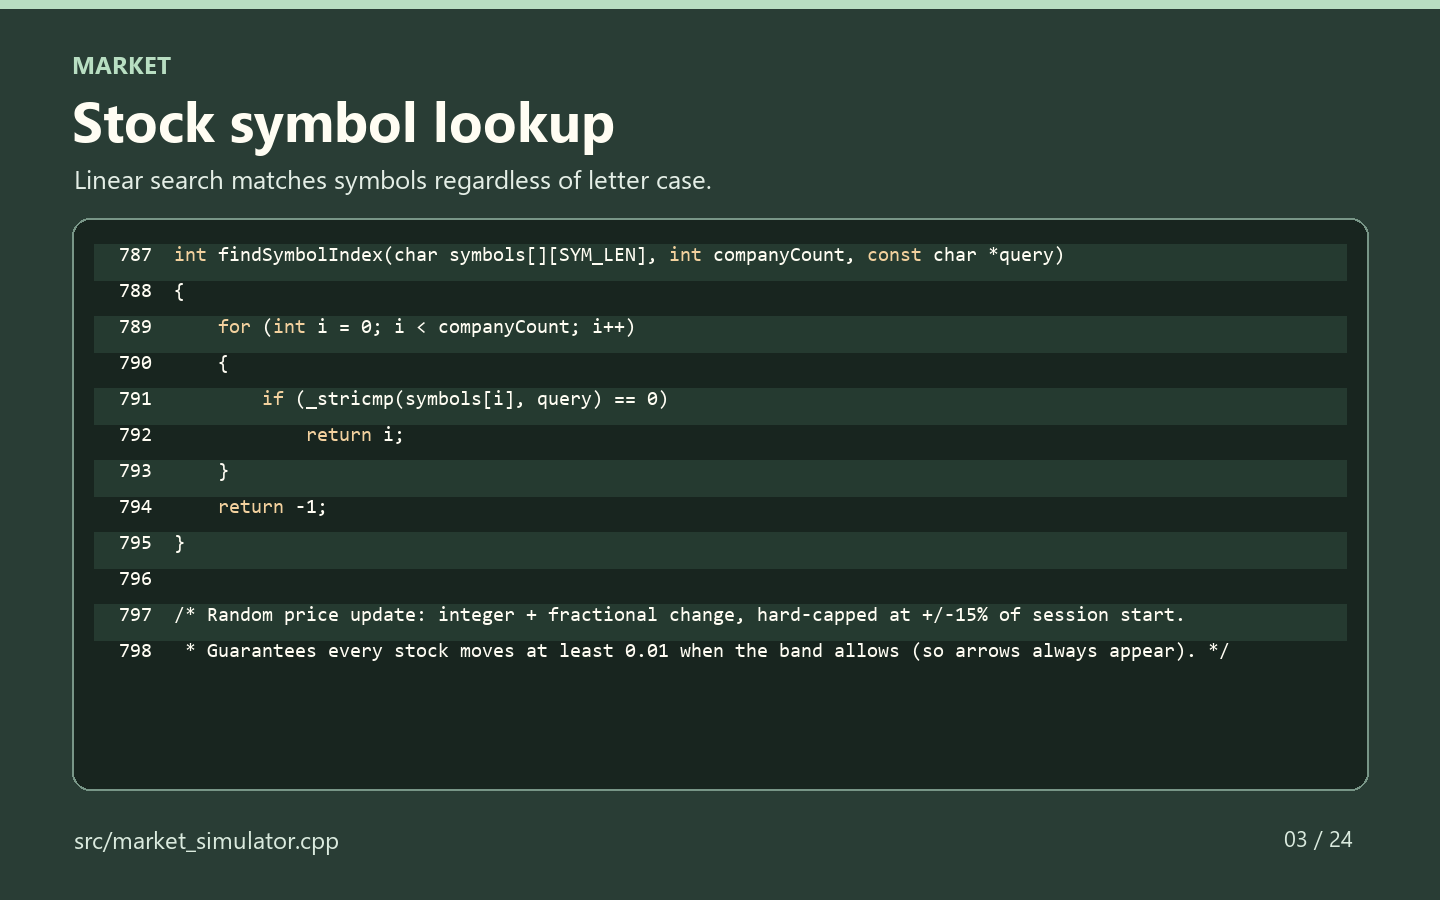 MARKET
Stock symbol lookup
Linear search matches symbols regardless of letter case.
787 int findSymbolIndex(char symbols[][SYM_LEN], int companyCount, const char *query)
788 {
789     for (int i = 0; i < companyCount; i++)
790     {
791         if (_stricmp(symbols[i], query) == 0)
792             return i;
793     }
794     return -1;
795 }
796
797 /* Random price update: integer + fractional change, hard-capped at +/-15% of session start.
798  * Guarantees every stock moves at least 0.01 when the band allows (so arrows always appear). */
src/market_simulator.cpp
03 / 24